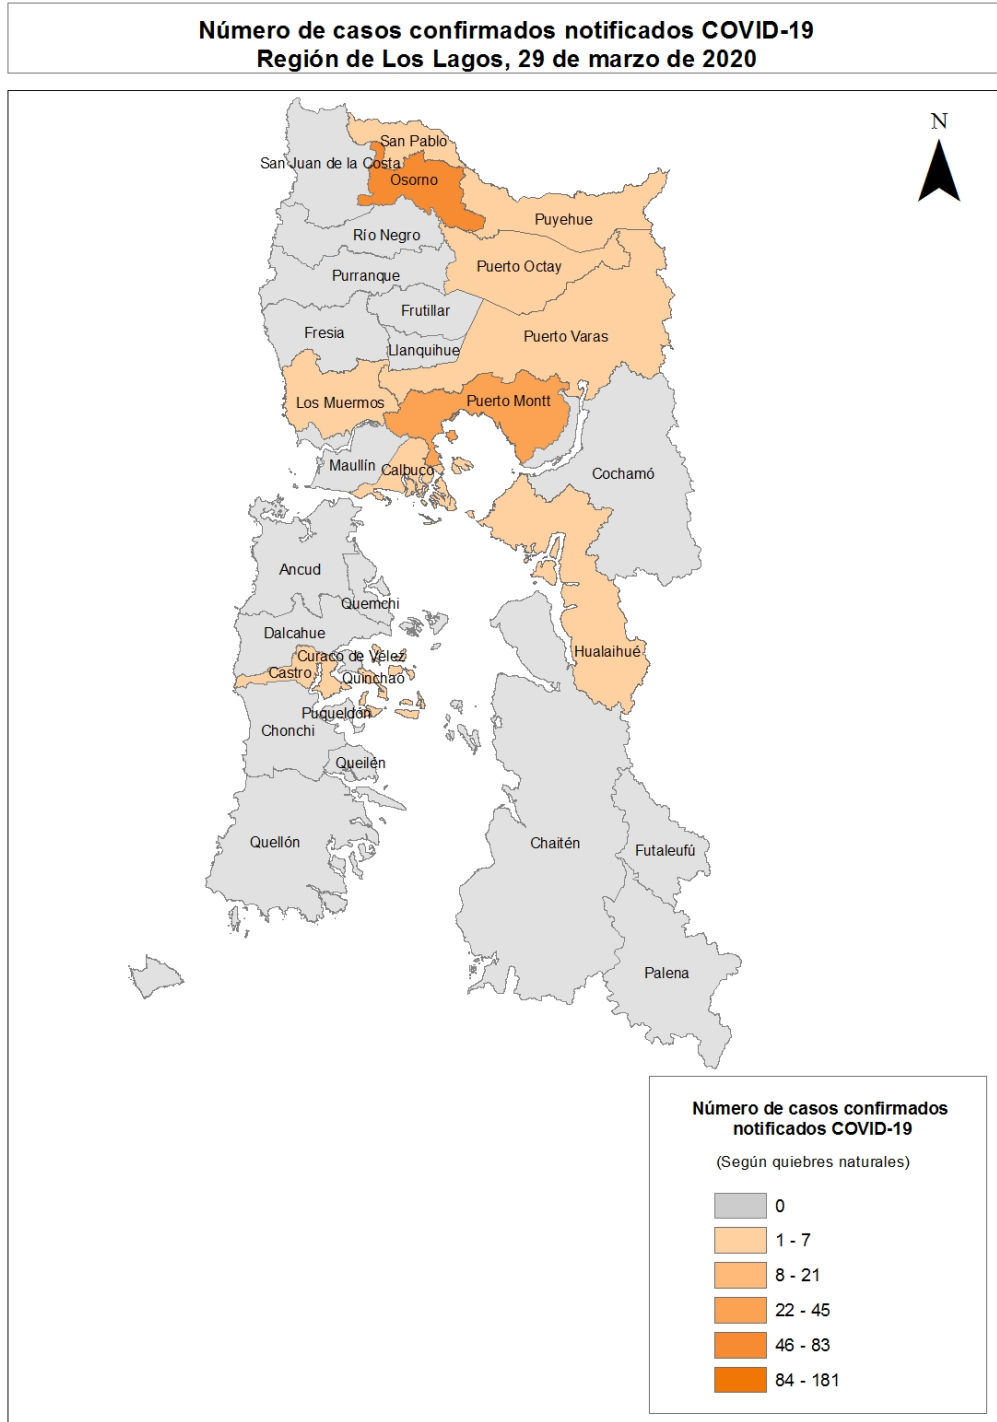 Número de casos confirmados notificados COVID-19
Región de Los Lagos, 29 de marzo de 2020
N
San Pablo
San Juan de la Costa
Osorno
Puyehue
Río Negro
Puerto Octay
Purranque
Frutillar
Fresia
Puerto Varas
Llanquihue
Los Muermos
Puerto Montt
Maullín
Calbuco
Cochamó
Ancud
Quemchi
Dalcahue
Hualaihué
Curaco de Vélez
Castro
Quinchao
Puqueldón
Chonchi
Queilén
Quellón
Chaitén
Futaleufú
Palena
Número de casos confirmados
notificados COVID-19
(Según quiebres naturales)
0
1 - 7
8 - 21
22 - 45
46 - 83
84 - 181